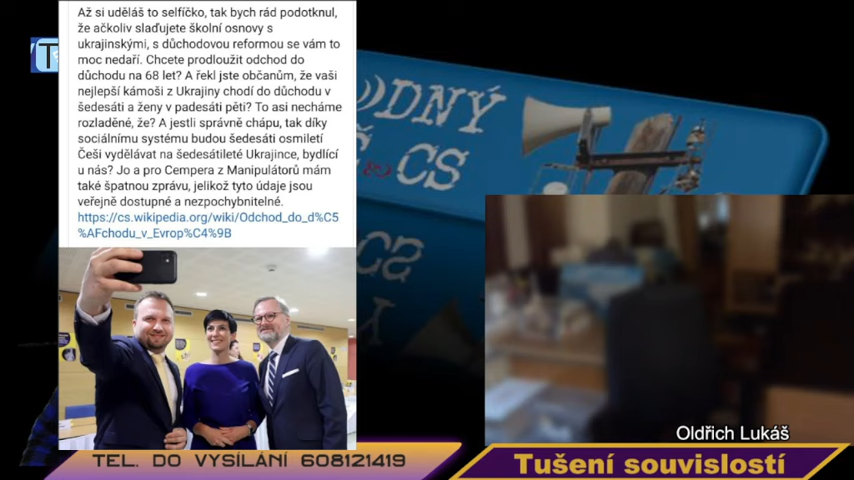 Až si uděláš to selfíčko, tak bych rád podotknul,
že ačkoliv slaďujete školní osnovy s
ukrajinskými, s důchodovou reformou se vám to
moc nedaří. Chcete prodloužit odchod do
důchodu na 68 let? A řekl jste občanům, že vaši
nejlepší kámoši z Ukrajiny chodí do důchodu v
šedesáti a ženy v padesáti pěti? To asi necháme
rozladěné, že? A jestli správně chápu, tak díky
sociálnímu systému budou šedesáti osmiletí
Češi vydělávat na šedesátileté Ukrajince, bydlící
u nás? Jo a pro Cempera z Manipulátorů mám
také špatnou zprávu, jelikož tyto údaje jsou
veřejně dostupné a nezpochybnitelné.
https://cs.wikipedia.org/wiki/Odchod_do_d%C5
%AFchodu_v_Evrop%C4%9B
DNÝ
CS
Oldřich Lukáš
TEL. DO VYSÍLÁNÍ 608121419
Tušení souvislostí